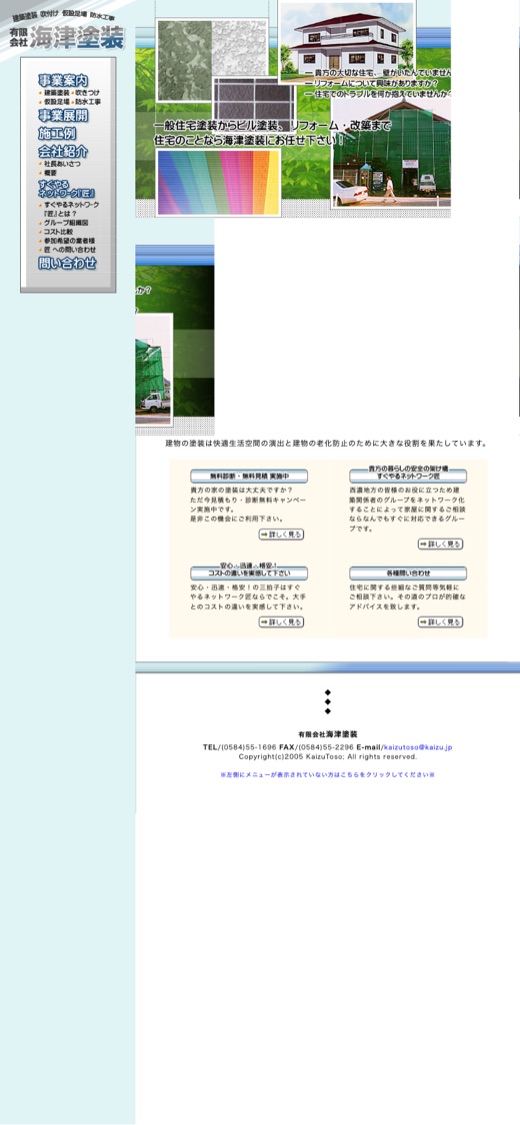 建築塗装 吹付け 仮設足場 防水工事
有限会社 海津塗装
事業案内
建築塗装・吹きつけ
仮設足場・防水工事
事業展開
施工例
会社紹介
社長あいさつ
概要
すぐやる
ネットワーク『匠』
すぐやるネットワーク
『匠』とは？
グループ組織図
コスト比較
参加希望の業者様
匠 への問い合わせ
問い合わせ
貴方の大切な住宅、壁がいたんでいません
リフォームについて興味がありますか？
住宅でのトラブルを何か抱えていませんか
一般住宅塗装からビル塗装、リフォーム・改築まで
住宅のことなら海津塗装にお任せ下さい！
か？
？
建物の塗装は快適生活空間の演出と建物の老化防止のために大きな役割を果たしています。
無料診断・無料見積 実施中
貴方の家の塗装は大丈夫ですか？
ただ今見積もり・診断無料キャンペー
ン実施中です。
是非この機会にご利用下さい。
詳しく見る
貴方の暮らしの安全の架け橋
すぐやるネットワーク匠
西濃地方の皆様のお役に立つため建
築関係者のグループをネットワーク化
することによって家屋に関するご相談
ならなんでもすぐに対応できるグルー
プです。
詳しく見る
安心・迅速・格安！
コストの違いを実感して下さい
安心・迅速・格安！の三拍子はすぐ
やるネットワーク匠ならでこそ。大手
とのコストの違いを実感して下さい。
詳しく見る
各種問い合わせ
住宅に関する些細なご質問等気軽に
ご相談下さい。その道のプロが的確な
アドバイスを致します。
詳しく見る
◆
◆
◆
有限会社海津塗装
TEL/(0584)55-1696 FAX/(0584)55-2296 E-mail/kaizutoso@kaizu.jp
Copyright(c)2005 KaizuToso; All rights reserved.
※左側にメニューが表示されていない方はこちらをクリックしてください※